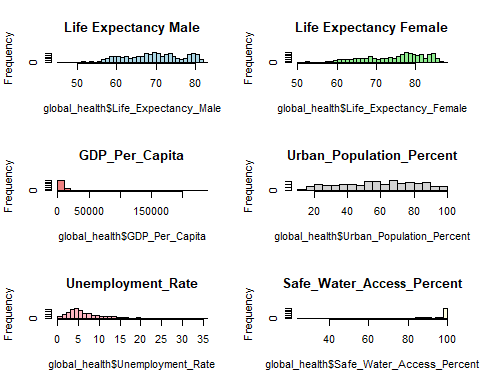 Life Expectancy Male
Frequency
0
50 60 70 80
global_health$Life_Expectancy_Male
Life Expectancy Female
Frequency
0
50 60 70 80
global_health$Life_Expectancy_Female
GDP_Per_Capita
Frequency
0
0 50000 150000
global_health$GDP_Per_Capita
Urban_Population_Percent
Frequency
0
20 40 60 80 100
global_health$Urban_Population_Percent
Unemployment_Rate
Frequency
0
0 5 10 15 20 25 30 35
global_health$Unemployment_Rate
Safe_Water_Access_Percent
Frequency
0
40 60 80 100
global_health$Safe_Water_Access_Percent